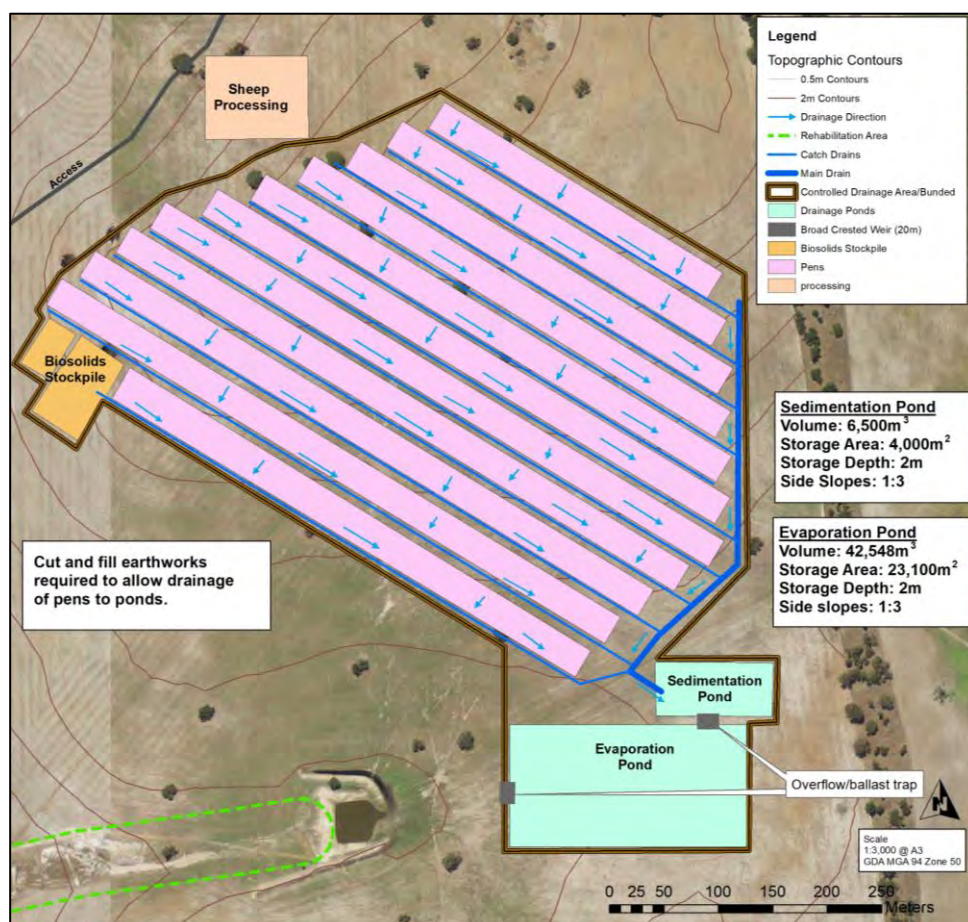 Legend
Topographic Contours
0.5m Contours
2m Contours
Drainage Direction
Rehabilitation Area
Catch Drains
Main Drain
Controlled Drainage Area/Bunded
Drainage Ponds
Broad Crested Weir (20m)
Biosolids Stockpile
Pens
processing
Sheep
Processing
Access
Biosolids
Stockpile
Sedimentation Pond
Volume: 6,500m³
Storage Area: 4,000m²
Storage Depth: 2m
Side Slopes: 1:3
Evaporation Pond
Volume: 42,548m³
Storage Area: 23,100m²
Storage Depth: 2m
Side slopes: 1:3
Cut and fill earthworks
required to allow drainage
of pens to ponds.
Sedimentation
Pond
Evaporation
Pond
Overflow/ballast trap
N
Scale
1:3,000 @ A3
GDA MGA 94 Zone 50
0 25 50 100 150 200 250
Meters